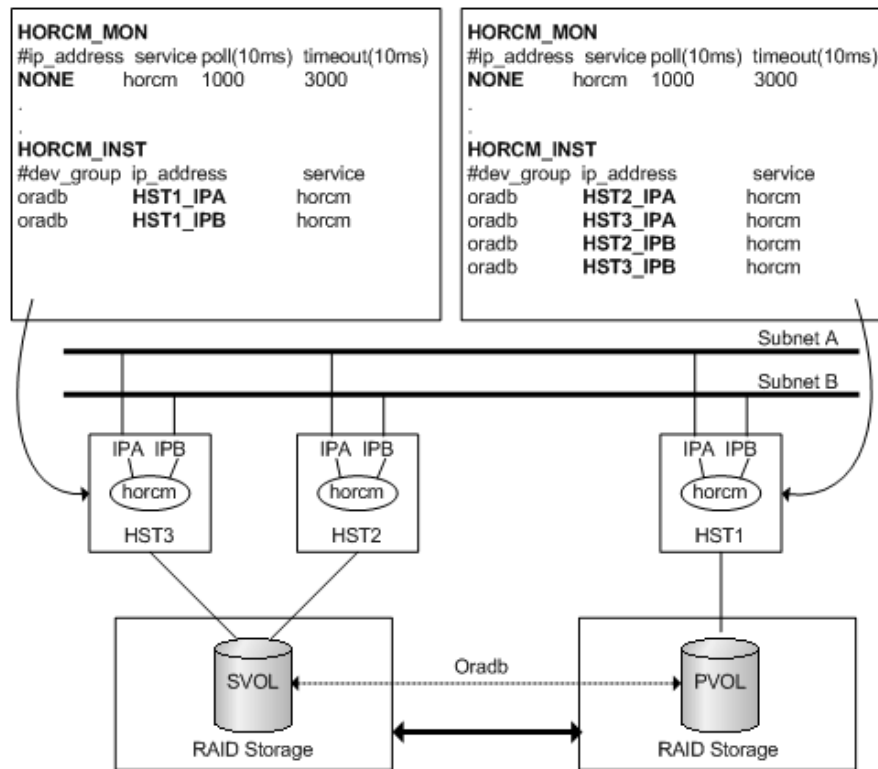 HORCM_MON
#ip_address service poll(10ms) timeout(10ms)
NONE horcm 1000 3000
.
.
HORCM_INST
#dev_group ip_address service
oradb HST1_IPA horcm
oradb HST1_IPB horcm
HORCM_MON
#ip_address service poll(10ms) timeout(10ms)
NONE horcm 1000 3000
.
.
HORCM_INST
#dev_group ip_address service
oradb HST2_IPA horcm
oradb HST3_IPA horcm
oradb HST2_IPB horcm
oradb HST3_IPB horcm
Subnet A
Subnet B
IPA IPB
horcm
HST3
IPA IPB
horcm
HST2
IPA IPB
horcm
HST1
SVOL
Oradb
PVOL
RAID Storage
RAID Storage